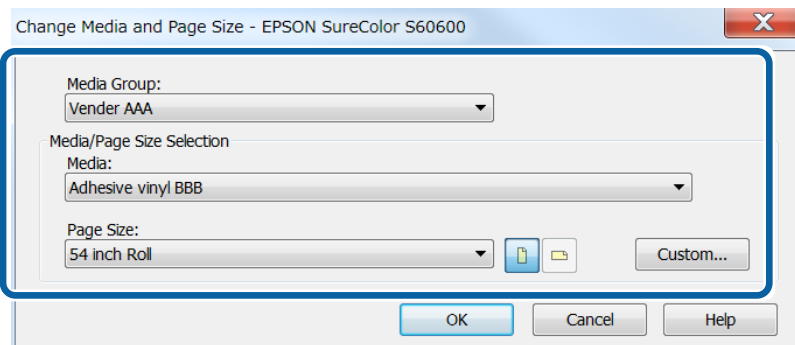 Change Media and Page Size - EPSON SureColor S60600
Media Group:
Vender AAA
Media/Page Size Selection
Media:
Adhesive vinyl BBB
Page Size:
54 inch Roll
Custom...
OK Cancel Help